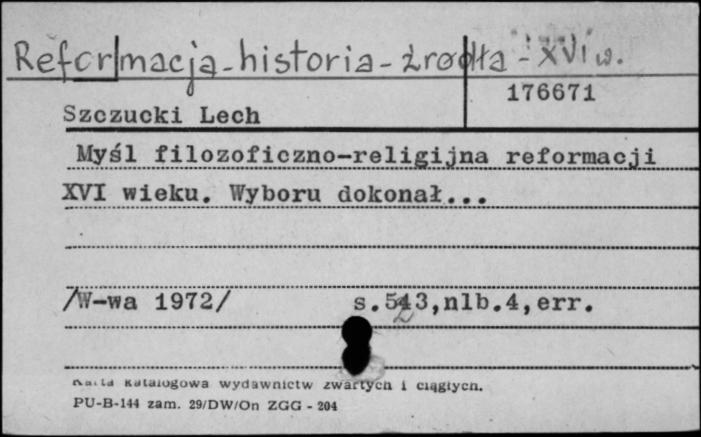 Reformacja - historia - źródła - XVI w.
176671
Szczucki Lech
Myśl filozoficzno-religijna reformacji
XVI wieku. Wyboru dokonał...
/W-wa 1972/ s.523,nlb.4,err.
Karta katalogowa wydawnictw zwartych i ciągłych.
PU-B-144 zam. 29/DW/On ZGG - 204